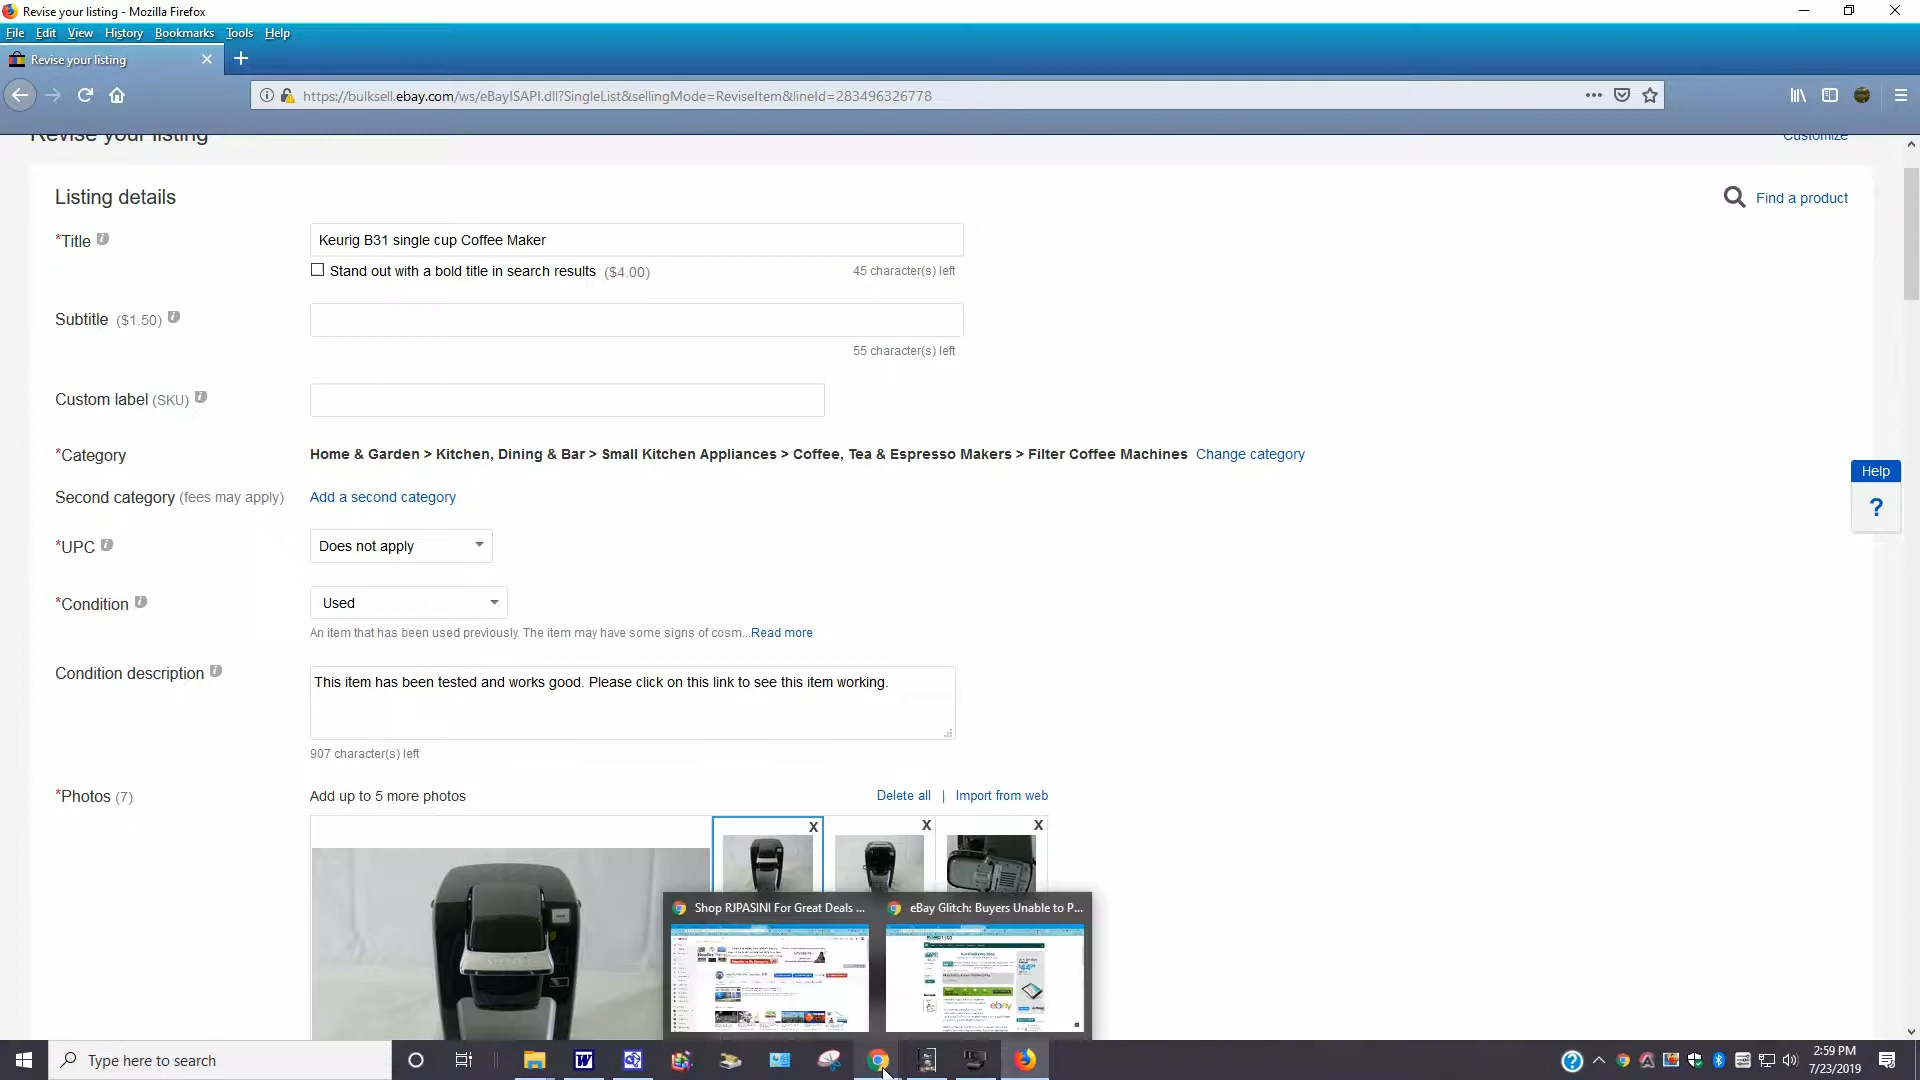 Revise your listing - Mozilla Firefox
File Edit View History Bookmarks Tools Help
Revise your listing
https://bulksell.ebay.com/ws/eBayISAPI.dll?SingleList&sellingMode=ReviseItem&lineId=283496326778
Revise your listing
Customize
Listing details
Find a product
*Title
Keurig B31 single cup Coffee Maker
Stand out with a bold title in search results ($4.00)
45 character(s) left
Subtitle ($1.50)
55 character(s) left
Custom label (SKU)
*Category
Home & Garden > Kitchen, Dining & Bar > Small Kitchen Appliances > Coffee, Tea & Espresso Makers > Filter Coffee Machines Change category
Help
?
Second category (fees may apply)
Add a second category
*UPC
Does not apply
*Condition
Used
An item that has been used previously. The item may have some signs of cosm...Read more
Condition description
This item has been tested and works good. Please click on this link to see this item working.
907 character(s) left
*Photos (7)
Add up to 5 more photos
Delete all | Import from web
X X X
Shop RJPASINI For Great Deals ...
eBay Glitch: Buyers Unable to P...
ebay
Type here to search
2:59 PM
7/23/2019